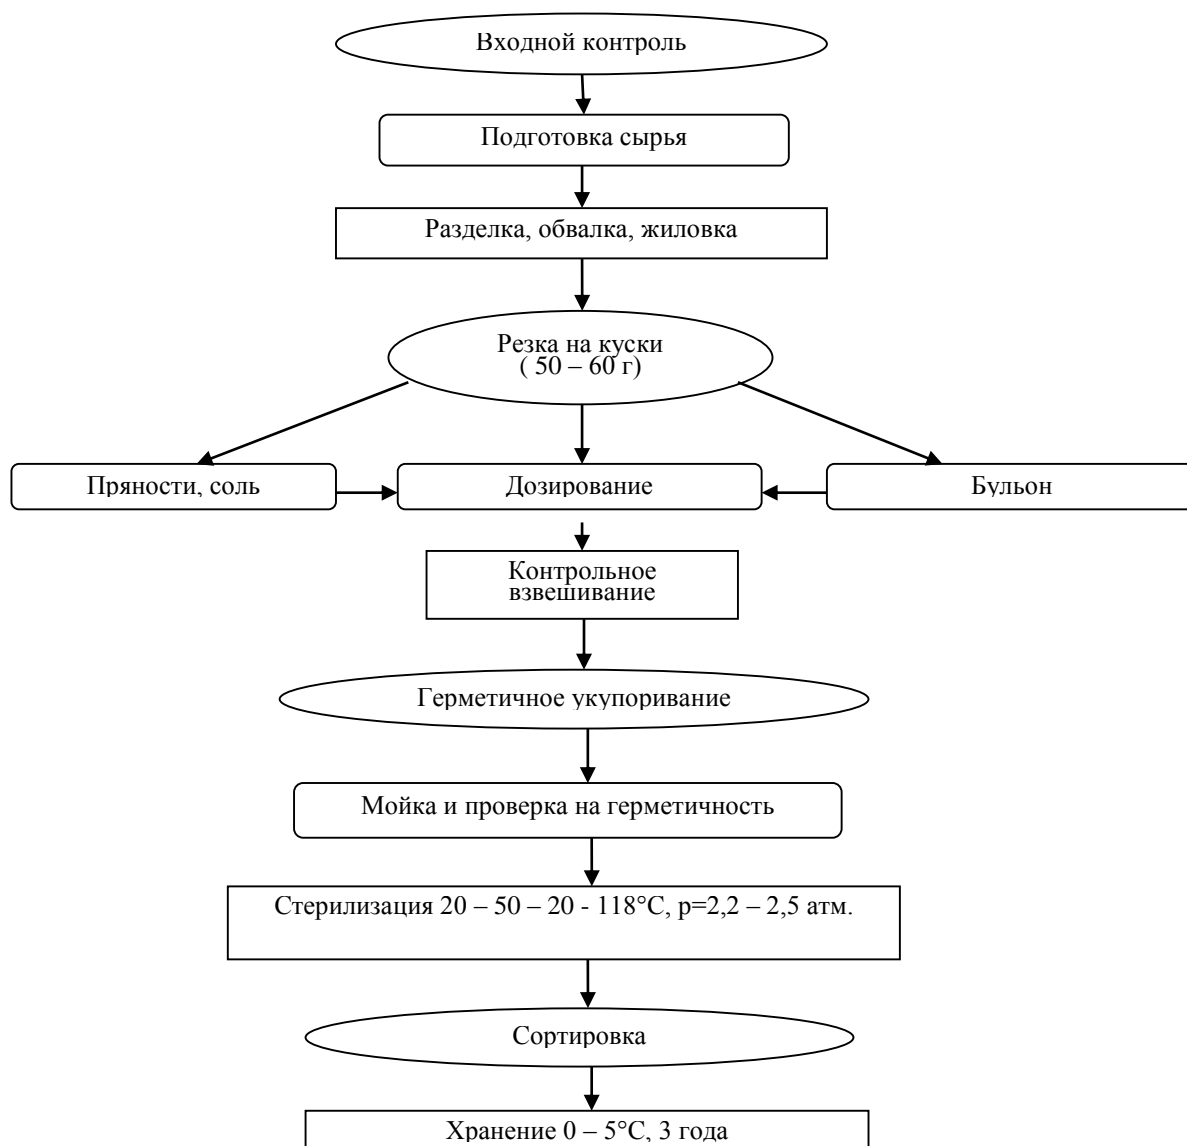 Входной контроль
Подготовка сырья
Разделка, обвалка, жиловка
Резка на куски
( 50 – 60 г)
Пряности, соль
Дозирование
Бульон
Контрольное
взвешивание
Герметичное укупоривание
Мойка и проверка на герметичность
Стерилизация 20 – 50 – 20 - 118°С, р=2,2 – 2,5 атм.
Сортировка
Хранение 0 – 5°С, 3 года